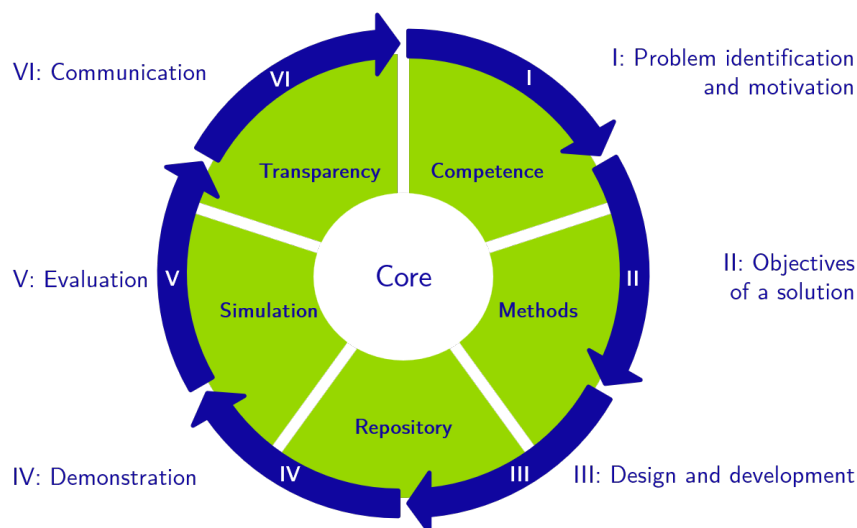 VI: Communication
I: Problem identification
and motivation
VI
I
Transparency
Competence
V: Evaluation
V
Core
II
II: Objectives
of a solution
Simulation
Methods
Repository
IV: Demonstration
IV
III
III: Design and development